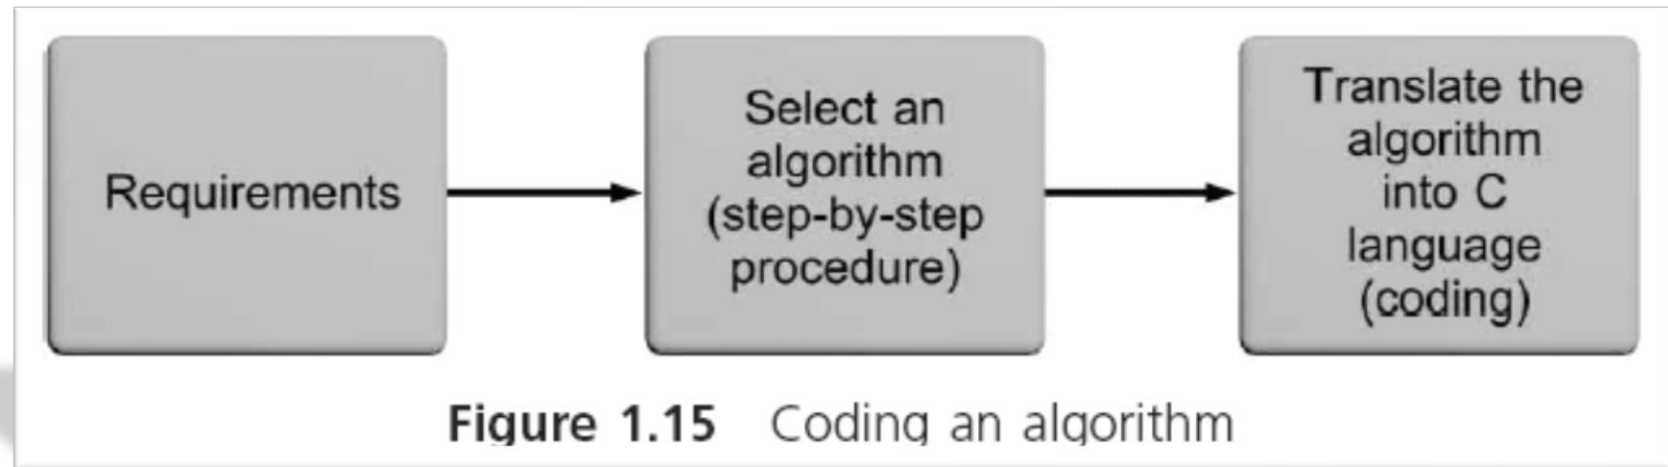 Requirements
Select an
algorithm
(step-by-step
procedure)
Translate the
algorithm
into C
language
(coding)
Figure 1.15 Coding an algorithm